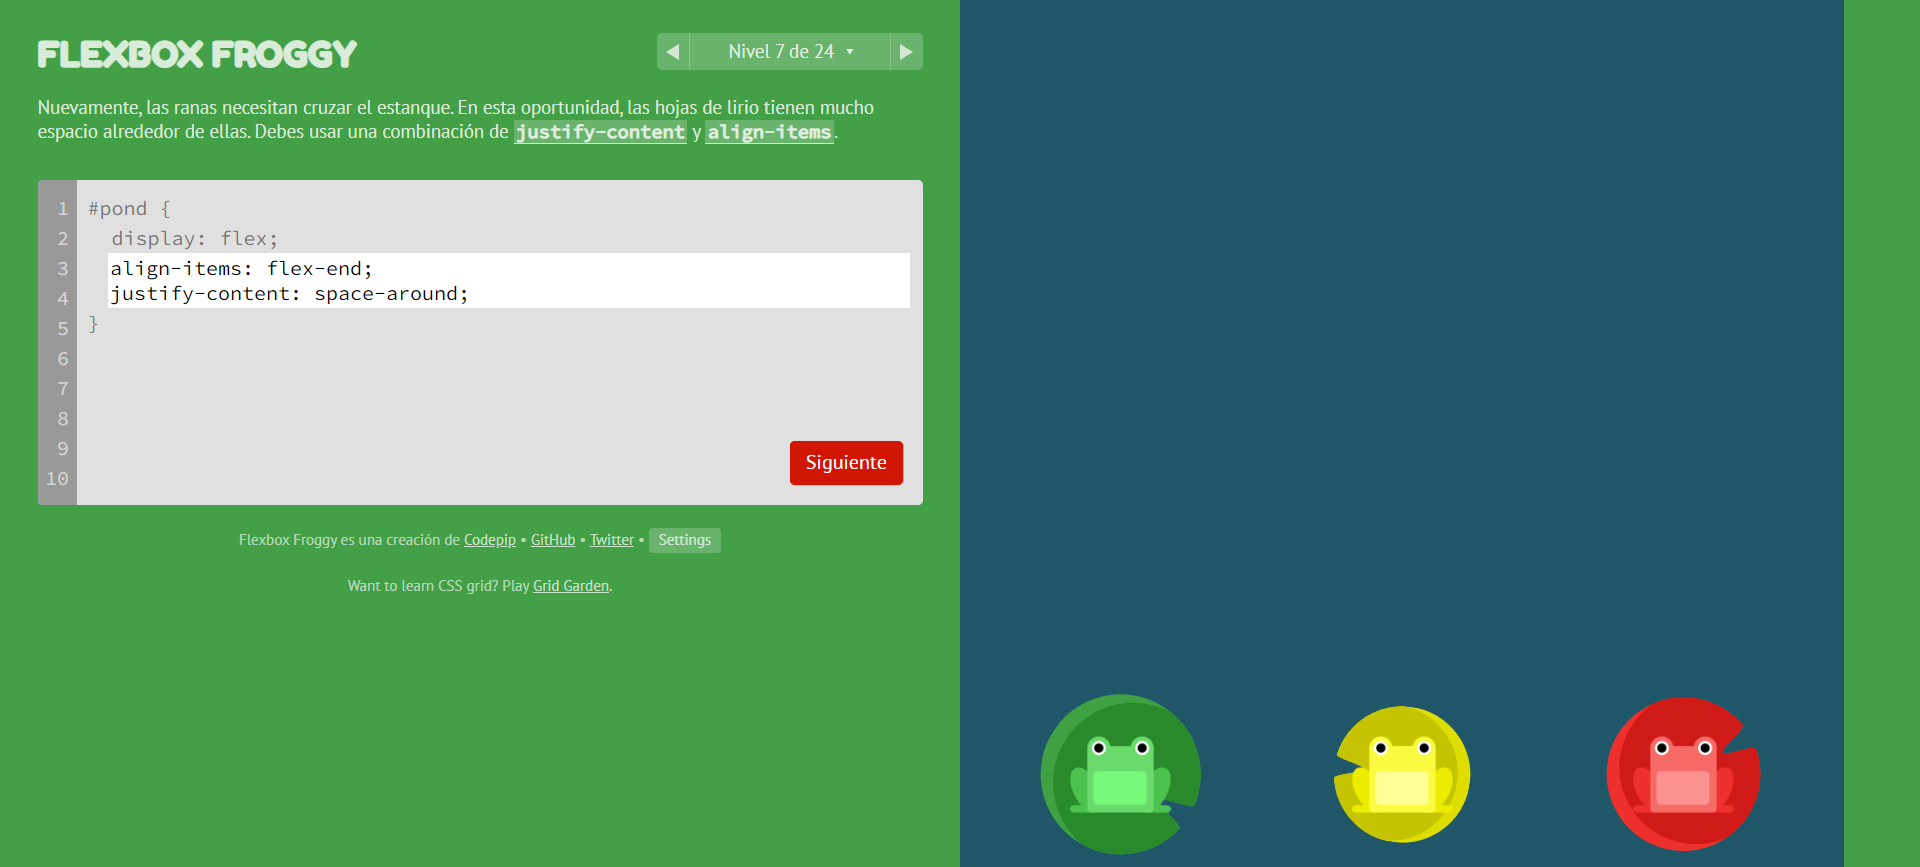 FLEXBOX FROGGY
Nivel 7 de 24
Nuevamente, las ranas necesitan cruzar el estanque. En esta oportunidad, las hojas de lirio tienen mucho
espacio alrededor de ellas. Debes usar una combinación de justify-content y align-items.
1 #pond {
2 display: flex;
3 align-items: flex-end;
4 justify-content: space-around;
5 }
6
7
8
9
10
Siguiente
Flexbox Froggy es una creación de Codepip • GitHub • Twitter • Settings
Want to learn CSS grid? Play Grid Garden.